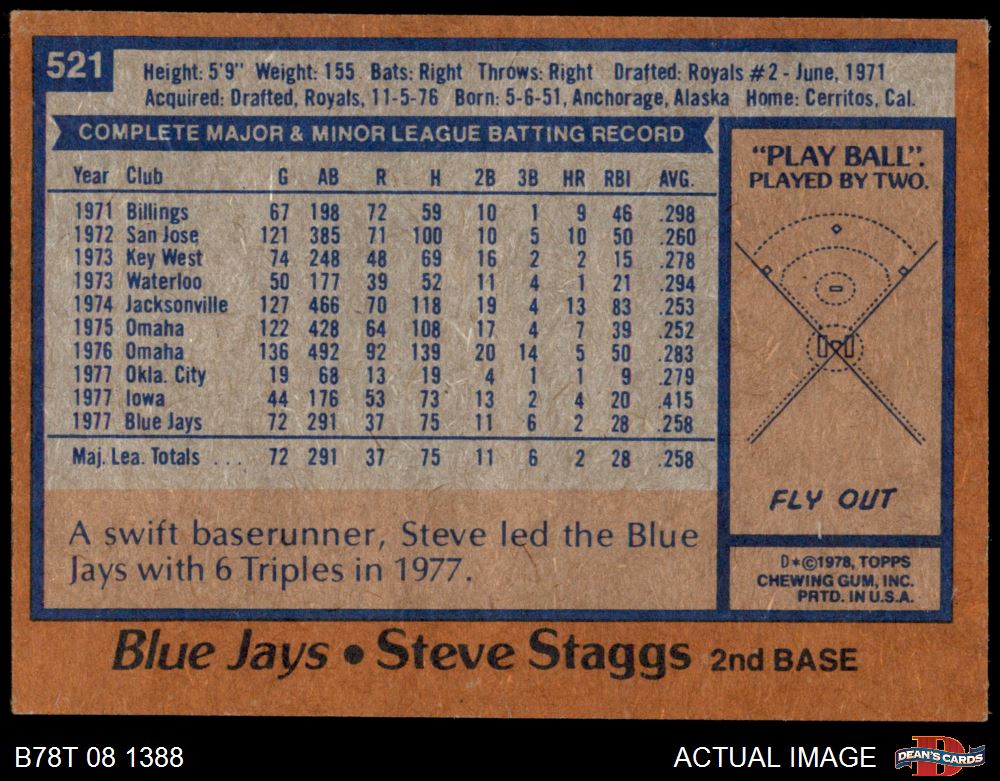 521
Height: 5'9" Weight: 155 Bats: Right Throws: Right Drafted: Royals #2 - June, 1971
Acquired: Drafted, Royals, 11-5-76 Born: 5-6-51, Anchorage, Alaska Home: Cerritos, Cal.
COMPLETE MAJOR & MINOR LEAGUE BATTING RECORD
Year Club G AB R H 2B 3B HR RBI AVG.
1971 Billings 67 198 72 59 10 1 9 46 .298
1972 San Jose 121 385 71 100 10 5 10 50 .260
1973 Key West 74 248 48 69 16 2 2 15 .278
1973 Waterloo 50 177 39 52 11 4 1 21 .294
1974 Jacksonville 127 466 70 118 19 4 13 83 .253
1975 Omaha 122 428 64 108 17 4 7 39 .252
1976 Omaha 136 492 92 139 20 14 5 50 .283
1977 Okla. City 19 68 13 19 4 1 1 9 .279
1977 Iowa 44 176 53 73 13 2 4 20 .415
1977 Blue Jays 72 291 37 75 11 6 2 28 .258
Maj. Lea. Totals ... 72 291 37 75 11 6 2 28 .258
A swift baserunner, Steve led the Blue
Jays with 6 Triples in 1977.
"PLAY BALL".
PLAYED BY TWO.
FLY OUT
D*©1978, TOPPS
CHEWING GUM, INC.
PRTD. IN U.S.A.
Blue Jays • Steve Staggs 2nd BASE
B78T 08 1388
ACTUAL IMAGE
D
DEAN'S CARDS